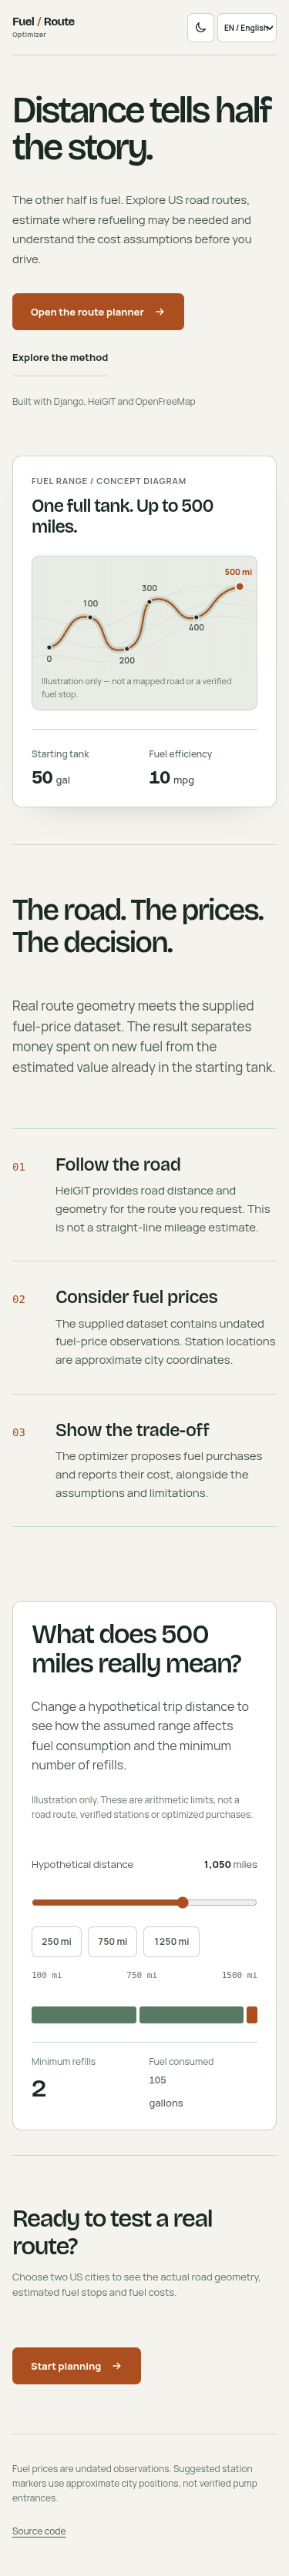 Fuel / Route
Optimizer
EN / English
Distance tells half
the story.
The other half is fuel. Explore US road routes,
estimate where refueling may be needed and
understand the cost assumptions before you
drive.
Open the route planner →
Explore the method
Built with Django, HeiGIT and OpenFreeMap
FUEL RANGE / CONCEPT DIAGRAM
One full tank. Up to 500
miles.
500 mi
300
100
400
0
200
Illustration only — not a mapped road or a verified
fuel stop.
Starting tank
Fuel efficiency
50 gal
10 mpg
The road. The prices.
The decision.
Real route geometry meets the supplied
fuel-price dataset. The result separates
money spent on new fuel from the
estimated value already in the starting tank.
01
Follow the road
HeiGIT provides road distance and
geometry for the route you request. This
is not a straight-line mileage estimate.
02
Consider fuel prices
The supplied dataset contains undated
fuel-price observations. Station locations
are approximate city coordinates.
03
Show the trade-off
The optimizer proposes fuel purchases
and reports their cost, alongside the
assumptions and limitations.
What does 500
miles really mean?
Change a hypothetical trip distance to
see how the assumed range affects
fuel consumption and the minimum
number of refills.
Illustration only. These are arithmetic limits, not a
road route, verified stations or optimized purchases.
Hypothetical distance
1,050 miles
250 mi
750 mi
1250 mi
100 mi
750 mi
1500 mi
Minimum refills
Fuel consumed
2
105
gallons
Ready to test a real
route?
Choose two US cities to see the actual road geometry,
estimated fuel stops and fuel costs.
Start planning →
Fuel prices are undated observations. Suggested station
markers use approximate city positions, not verified pump
entrances.
Source code